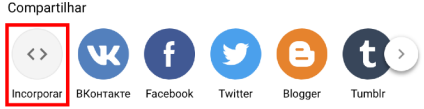 Compartilhar
Incorporar ВКонтакте Facebook Twitter Blogger Tumblr